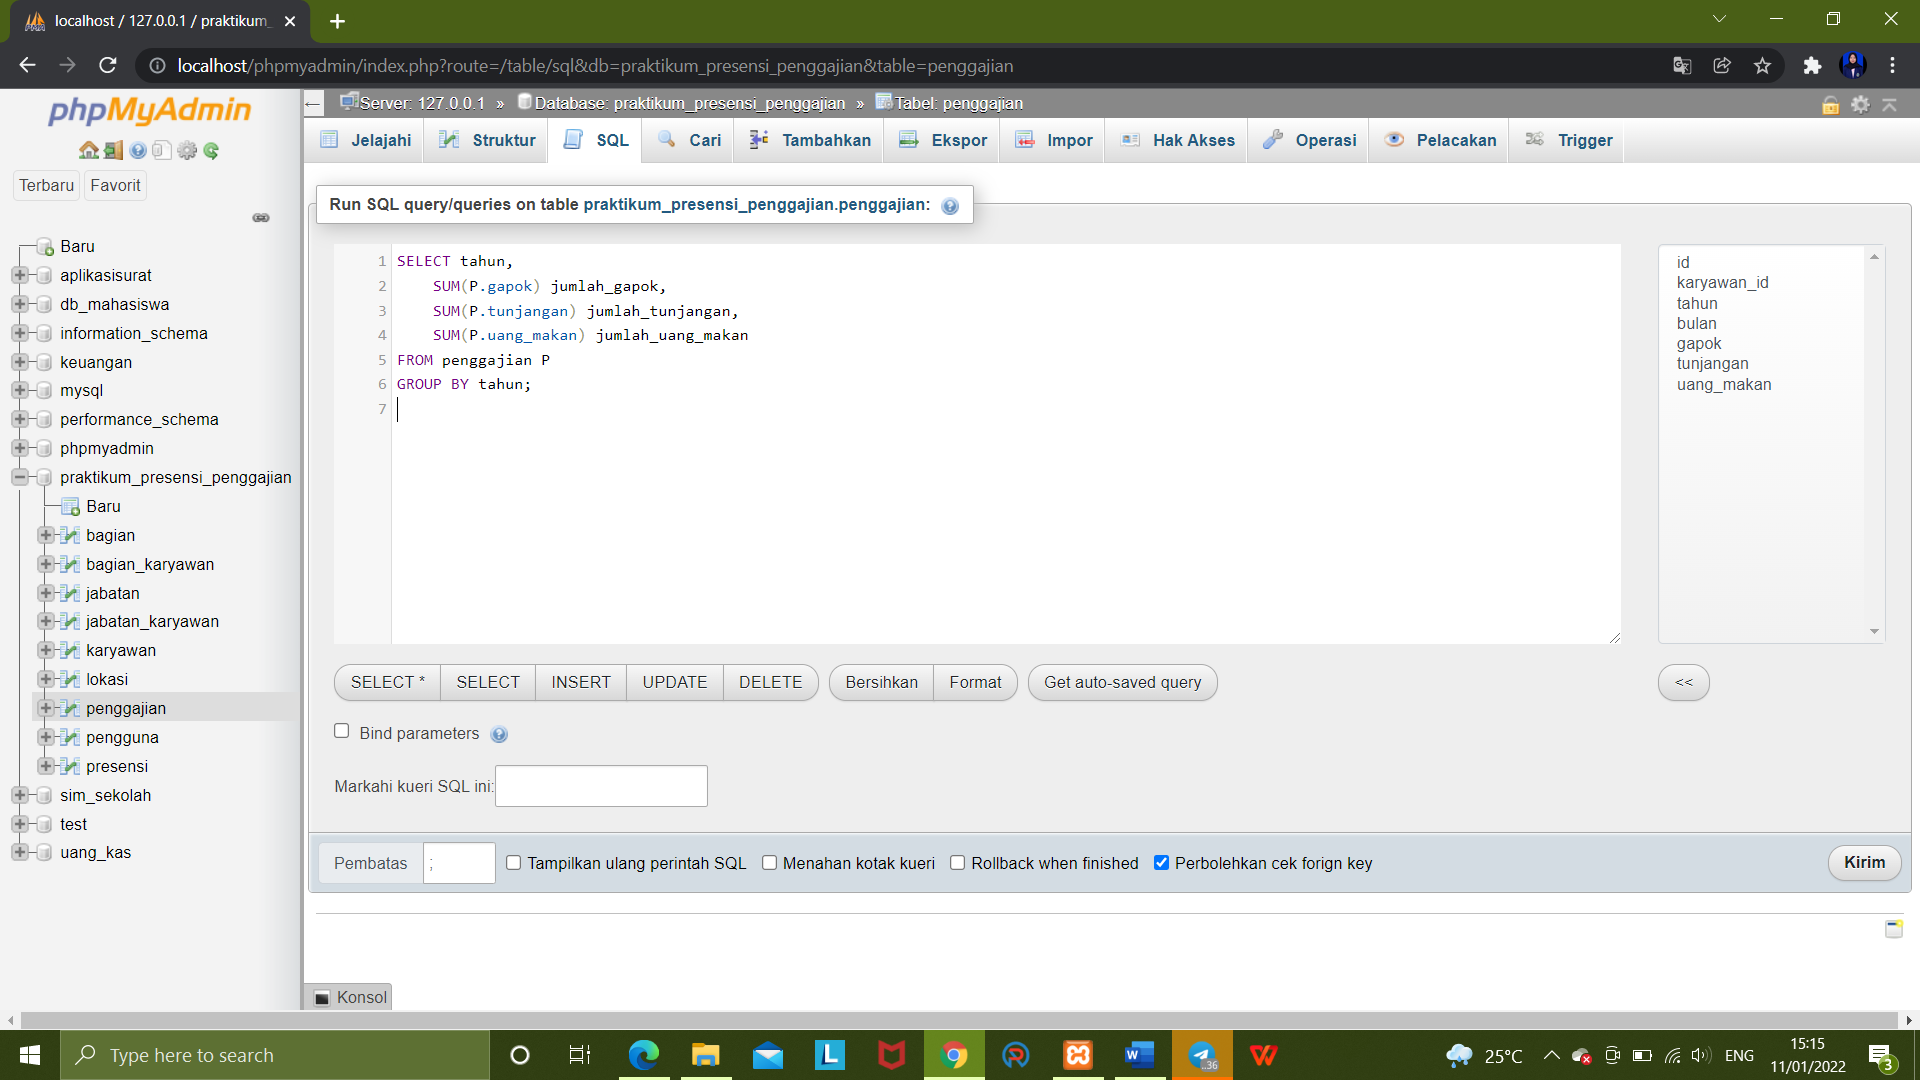 localhost / 127.0.0.1 / praktikum_
localhost/phpmyadmin/index.php?route=/table/sql&db=praktikum_presensi_penggajian&table=penggajian
phpMyAdmin
Terbaru
Favorit
Baru
aplikasisurat
db_mahasiswa
information_schema
keuangan
mysql
performance_schema
phpmyadmin
praktikum_presensi_penggajian
Baru
bagian
bagian_karyawan
jabatan
jabatan_karyawan
karyawan
lokasi
penggajian
pengguna
presensi
sim_sekolah
test
uang_kas
Server: 127.0.0.1 » Database: praktikum_presensi_penggajian » Tabel: penggajian
Jelajahi Struktur SQL Cari Tambahkan Ekspor Impor Hak Akses Operasi Pelacakan Trigger
Run SQL query/queries on table praktikum_presensi_penggajian.penggajian:
1 SELECT tahun,
2 SUM(P.gapok) jumlah_gapok,
3 SUM(P.tunjangan) jumlah_tunjangan,
4 SUM(P.uang_makan) jumlah_uang_makan
5 FROM penggajian P
6 GROUP BY tahun;
7
id
karyawan_id
tahun
bulan
gapok
tunjangan
uang_makan
SELECT * SELECT INSERT UPDATE DELETE Bersihkan Format Get auto-saved query <<
Bind parameters
Markahi kueri SQL ini:
Pembatas ; Tampilkan ulang perintah SQL Menahan kotak kueri Rollback when finished Perbolehkan cek forign key Kirim
Konsol
Type here to search
36
25°C
ENG
15:15
11/01/2022
3